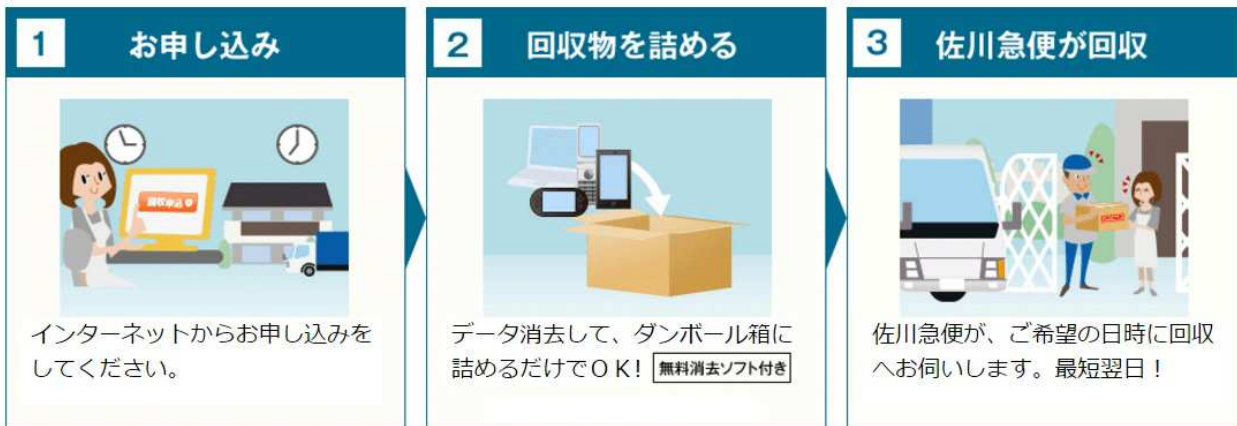 1 お申し込み
回収申込
インターネットからお申し込みを
してください。
2 回収物を詰める
データ消去して、ダンボール箱に
詰めるだけでＯＫ! 無料消去ソフト付き
3 佐川急便が回収
佐川急便が、ご希望の日時に回収
へお伺いします。最短翌日！